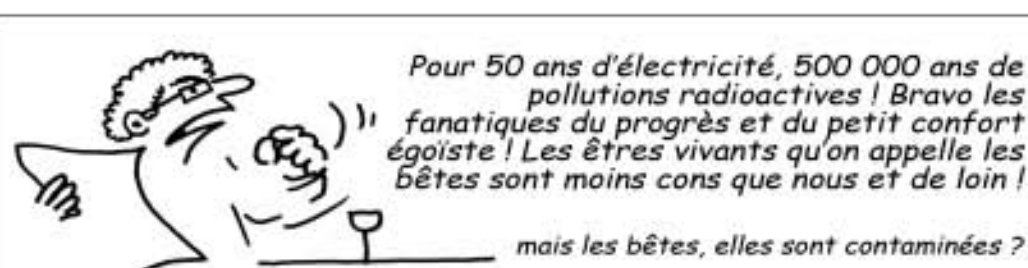 Pour 50 ans d'électricité, 500 000 ans de
pollutions radioactives ! Bravo les
fanatiques du progrès et du petit confort
égoïste ! Les êtres vivants qu'on appelle les
bêtes sont moins cons que nous et de loin !
mais les bêtes, elles sont contaminées ?